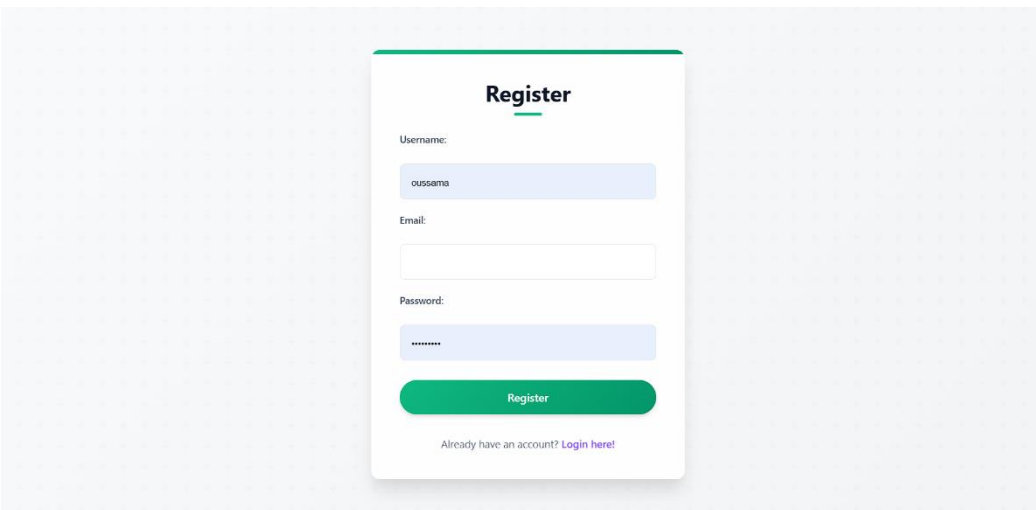 Register
Username:
oussama
Email:
Password:
•••••••••
Register
Already have an account? Login here!